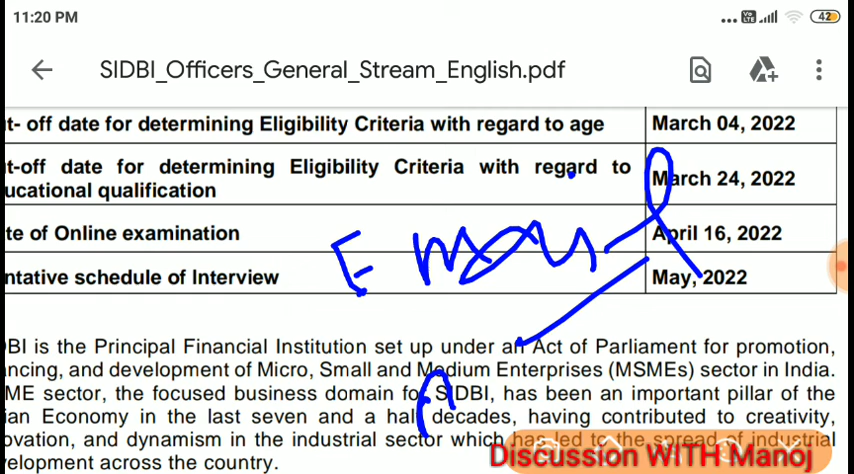 11:20 PM
Vo LTE 42
SIDBI_Officers_General_Stream_English.pdf
t- off date for determining Eligibility Criteria with regard to age March 04, 2022
t-off date for determining Eligibility Criteria with regard to
ucational qualification March 24, 2022
te of Online examination April 16, 2022
ntative schedule of Interview May, 2022
DBI is the Principal Financial Institution set up under an Act of Parliament for promotion,
ancing, and development of Micro, Small and Medium Enterprises (MSMEs) sector in India.
ME sector, the focused business domain for SIDBI, has been an important pillar of the
ian Economy in the last seven and a half decades, having contributed to creativity,
ovation, and dynamism in the industrial sector which has led to the spread of industrial
velopment across the country.
Discussion WITH Manoj